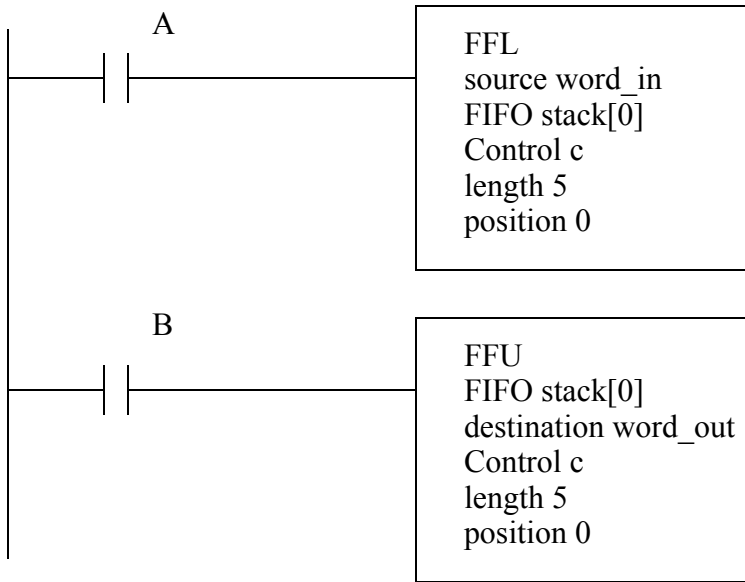 A
FFL
source word_in
FIFO stack[0]
Control c
length 5
position 0
B
FFU
FIFO stack[0]
destination word_out
Control c
length 5
position 0